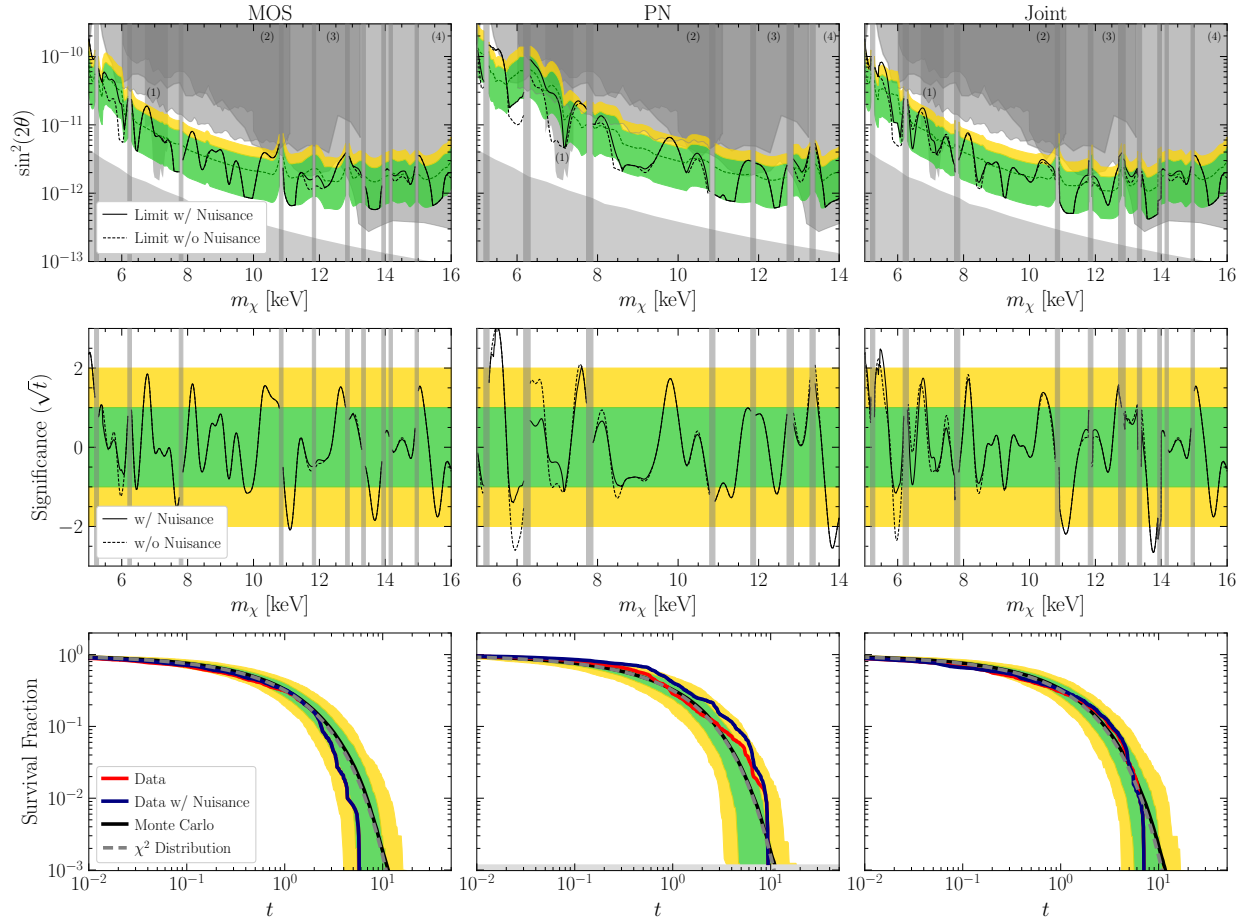 MOS
PN
Joint
sin²(2θ)
10⁻¹⁰
10⁻¹¹
10⁻¹²
10⁻¹³
(1)
(2)
(3)
Limit w/ Nuisance
Limit w/o Nuisance
6 8 10 12 14 16
m_χ [keV]
(1)
(2)
(3)
(4)
6 8 10 12 14
m_χ [keV]
(1)
(2)
(3)
(4)
6 8 10 12 14 16
m_χ [keV]
(4)
Significance (√t)
2
0
−2
w/ Nuisance
w/o Nuisance
6 8 10 12 14 16
m_χ [keV]
6 8 10 12 14
m_χ [keV]
6 8 10 12 14 16
m_χ [keV]
Survival Fraction
10⁰
10⁻¹
10⁻²
10⁻³
Data
Data w/ Nuisance
Monte Carlo
χ² Distribution
10⁻² 10⁻¹ 10⁰ 10¹
t
10⁻² 10⁻¹ 10⁰ 10¹
t
10⁻² 10⁻¹ 10⁰ 10¹
t